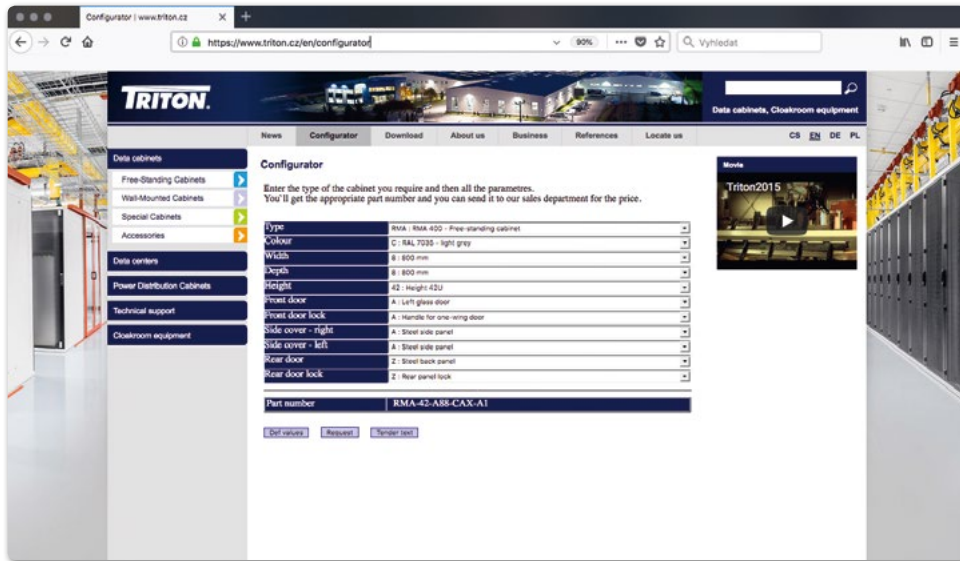 Configurator | www.triton.cz
https://www.triton.cz/en/configurator
90%
Vyhledat
TRITON.
Data cabinets, Cloakroom equipment
News Configurator Download About us Business References Locate us CS EN DE PL
Data cabinets
Free-Standing Cabinets
Wall-Mounted Cabinets
Special Cabinets
Accessories
Data centers
Power Distribution Cabinets
Technical support
Cloakroom equipment
Configurator
Enter the type of the cabinet you require and then all the parametres.
You'll get the appropriate part number and you can send it to our sales department for the price.
Type RMA : RMA 400 - Free-standing cabinet
Colour C : RAL 7035 - light grey
Width 6 : 600 mm
Depth 8 : 800 mm
Height 42 : Height 42U
Front door A : Left glass door
Front door lock A : Handle for one-wing door
Side cover - right A : Steel side panel
Side cover - left A : Steel side panel
Rear door Z : Steel back panel
Rear door lock Z : Rear panel lock
Part number RMA-42-A88-CAX-A1
Def values Request Tender text
Movie
Triton2015